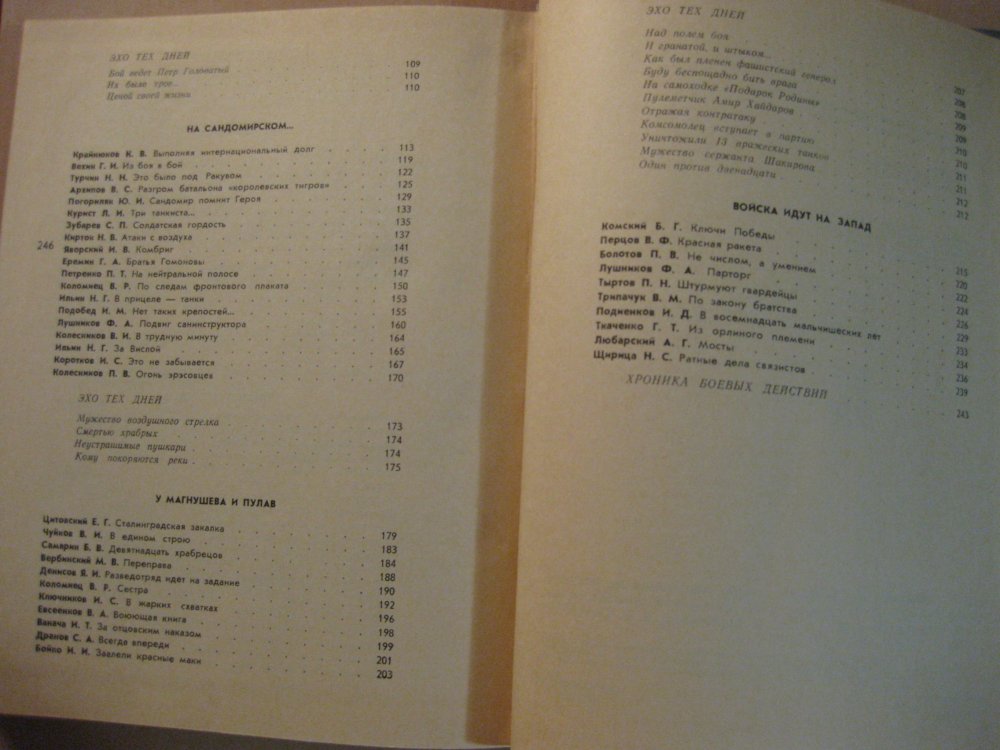 ЭХО ТЕХ ДНЕЙ
Бой ведет Петр Головатый 109
Их было трое... 110
Ценой своей жизни 110
НА САНДОМИРСКОМ...
Крайнюков К. В. Выполняя интернациональный долг 113
Вехин Г. И. Из боя в бой 119
Турчин Н. Н. Это было под Ракувом 122
Архипов В. С. Разгром батальона «королевских тигров» 125
Погориляк Ю. И. Сандомир помнит Героя 129
Курист Л. И. Три танкиста... 133
Зубарев С. П. Солдатская гордость 135
Киртон Н. В. Атаки с воздуха 137
246
Яворский И. В. Комбриг 141
Еремин Г. А. Братья Гомоновы 145
Петренко П. Т. На нейтральной полосе 147
Коломиец В. Р. По следам фронтового плаката 150
Ильин Н. Г. В прицеле — танки 153
Подобед И. М. Нет таких крепостей... 155
Лушников Ф. А. Подвиг санинструктора 160
Колесников В. И. В трудную минуту 164
Ильин Н. Г. За Вислой 165
Коротков И. С. Это не забывается 167
Колесников П. В. Огонь эрэсовцев 170
ЭХО ТЕХ ДНЕЙ
Мужество воздушного стрелка 173
Смертью храбрых 174
Неустрашимые пушкари 174
Кому покоряются реки 175
У МАГНУШЕВА И ПУЛАВ
Цитовский Е. Г. Сталинградская закалка 179
Чуйков В. И. В едином строю 183
Самарин Б. В. Девятнадцать храбрецов 184
Вербинский М. В. Переправа 188
Денисов Я. И. Разведотряд идет на задание 190
Коломиец В. Р. Сестра 192
Ключников И. С. В жарких схватках 196
Евсеенков В. А. Воюющая книга 198
Ванача И. Т. За отцовским наказом 199
Дранов С. А. Всегда впереди 201
Бойко И. И. Заалели красные маки 203
ЭХО ТЕХ ДНЕЙ
Над полем боя 207
И гранатой, и штыком... 208
Как был пленен фашистский генерал 208
Буду беспощадно бить врага 209
На самоходке «Подарок Родины» 209
Пулеметчик Амир Хайдаров 210
Отражая контратаку 210
Комсомолец вступает в партию 211
Уничтожили 13 вражеских танков 211
Мужество сержанта Шакирова 212
Один против двенадцати 212
ВОЙСКА ИДУТ НА ЗАПАД
Комский Б. Г. Ключи Победы 215
Перцов В. Ф. Красная ракета 220
Болотов П. В. Не числом, а умением 222
Лушников Ф. А. Парторг 224
Тыртов П. Н. Штурмуют гвардейцы 226
Трипачук В. М. По закону братства 229
Подненков И. Д. В восемнадцать мальчишеских лет 233
Ткаченко Г. Т. Из орлиного племени 234
Любарский А. Г. Мосты 236
Щирица Н. С. Ратные дела связистов 239
ХРОНИКА БОЕВЫХ ДЕЙСТВИЙ 243